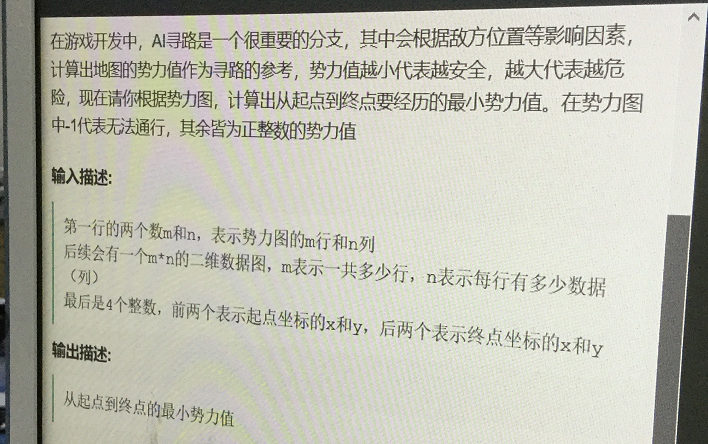 在游戏开发中，AI寻路是一个很重要的分支，其中会根据敌方位置等影响因素，
计算出地图的势力值作为寻路的参考，势力值越小代表越安全，越大代表越危
险，现在请你根据势力图，计算出从起点到终点要经历的最小势力值。在势力图
中-1代表无法通行，其余皆为正整数的势力值
输入描述:
第一行的两个数m和n，表示势力图的m行和n列
后续会有一个m*n的二维数据图，m表示一共多少行，n表示每行有多少数据
（列）
最后是4个整数，前两个表示起点坐标的x和y，后两个表示终点坐标的x和y
输出描述:
从起点到终点的最小势力值